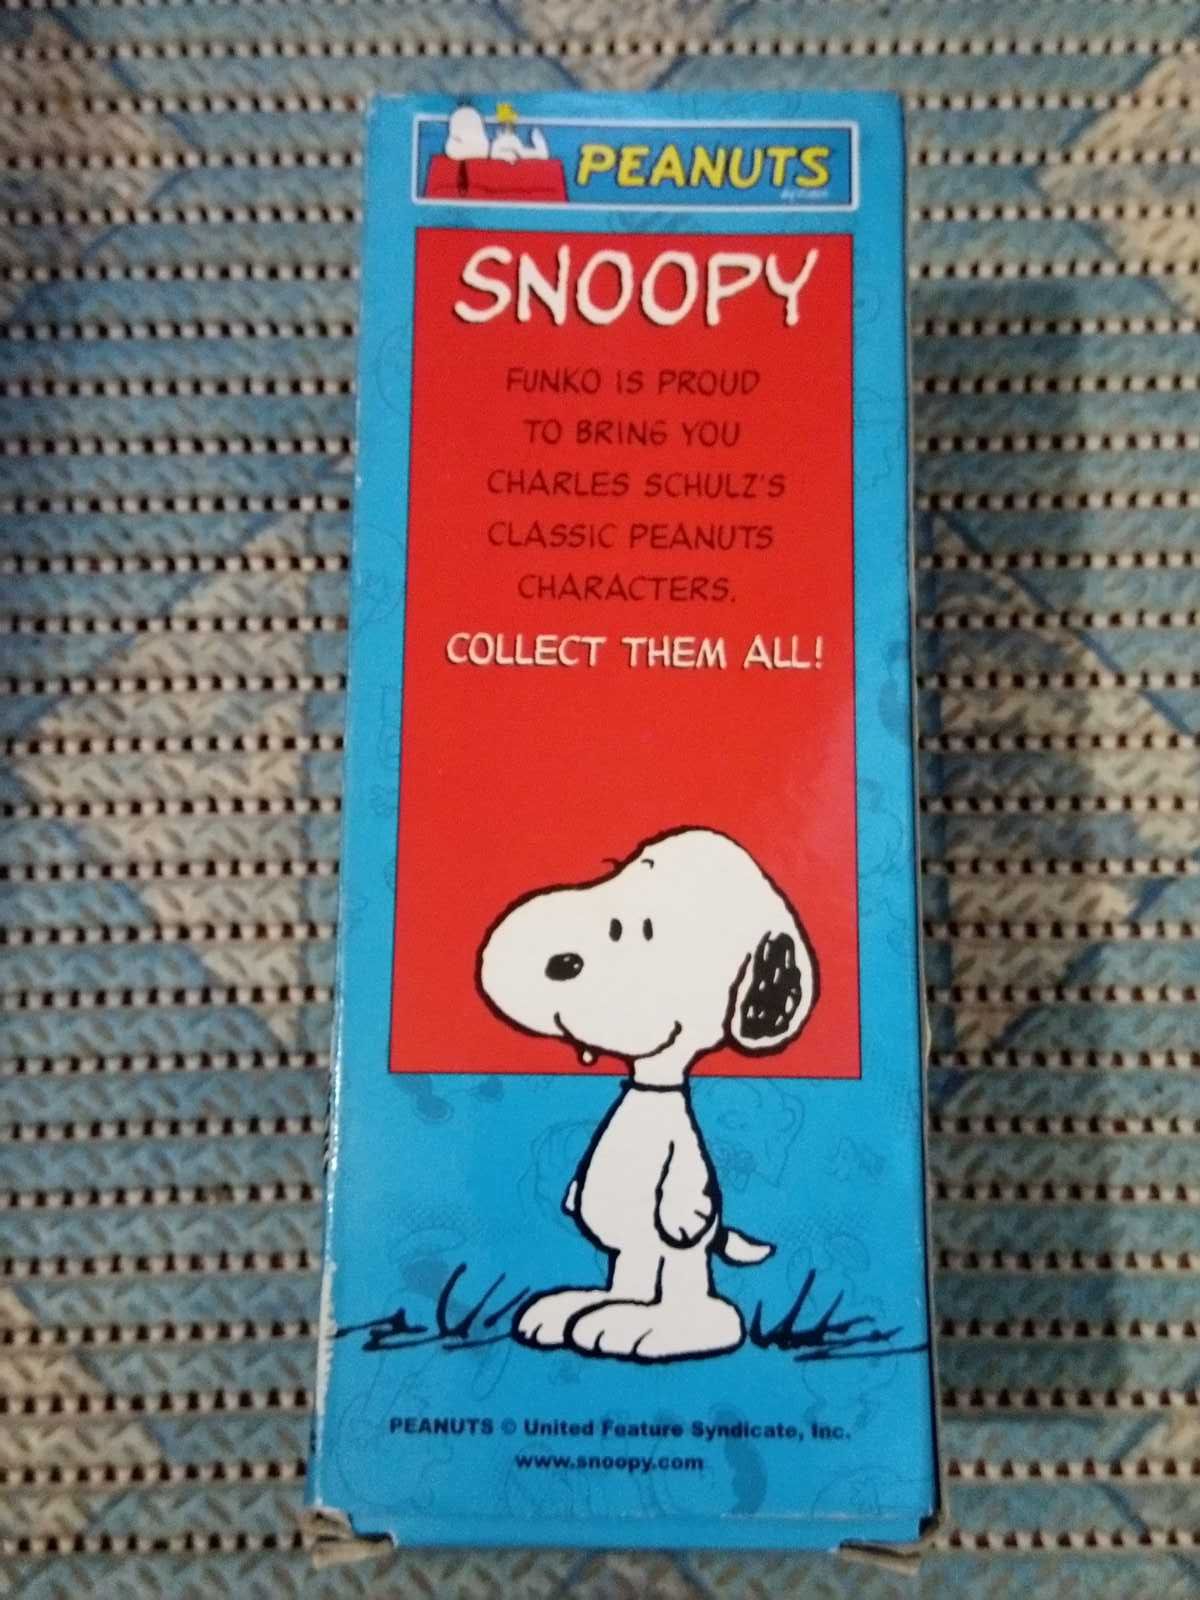 PEANUTS
SNOOPY
FUNKO IS PROUD
TO BRING YOU
CHARLES SCHULZ'S
CLASSIC PEANUTS
CHARACTERS.
COLLECT THEM ALL!
PEANUTS © United Feature Syndicate, Inc.
www.snoopy.com